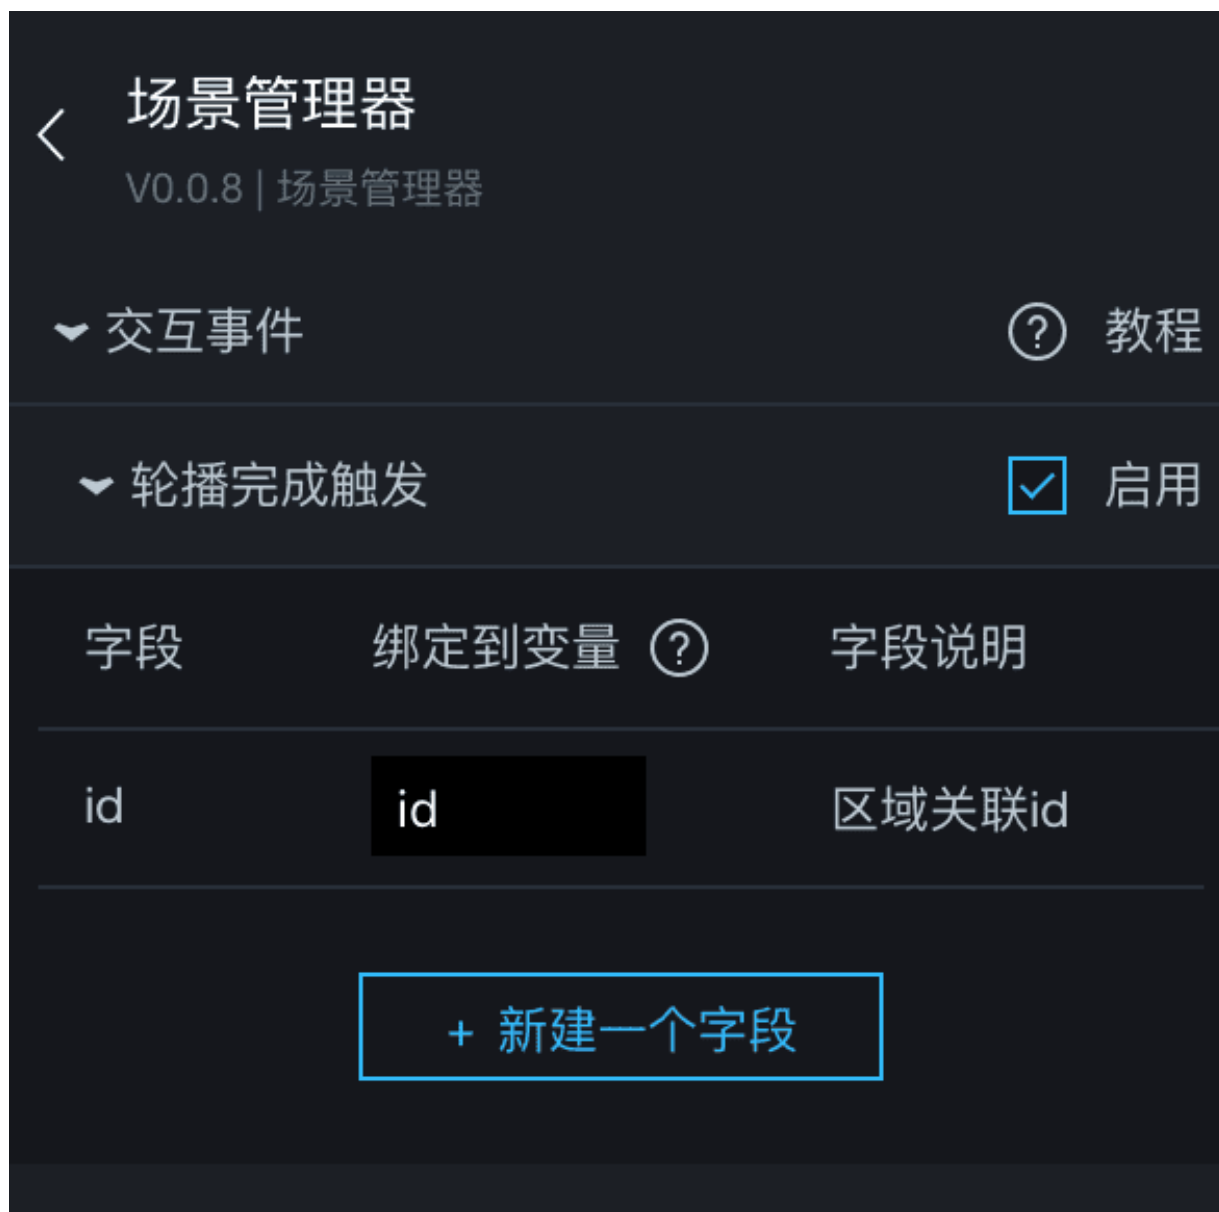 场景管理器
V0.0.8 | 场景管理器
交互事件 ? 教程
轮播完成触发 启用
字段 绑定到变量 ? 字段说明
id id 区域关联id
+ 新建一个字段